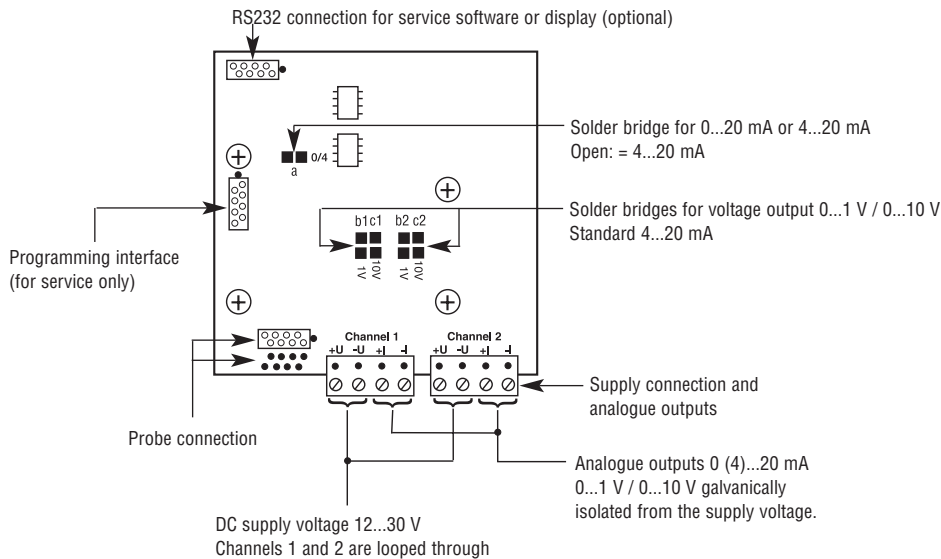 RS232 connection for service software or display (optional)
Solder bridge for 0...20 mA or 4...20 mA
Open: = 4...20 mA
0/4
a
Solder bridges for voltage output 0...1 V / 0...10 V
Standard 4...20 mA
b1 c1 b2 c2
1V 10V 1V 10V
Programming interface
(for service only)
Channel 1 Channel 2
+U -U +I -I +U -U +I -I
Supply connection and
analogue outputs
Probe connection
Analogue outputs 0 (4)...20 mA
0...1 V / 0...10 V galvanically
isolated from the supply voltage.
DC supply voltage 12...30 V
Channels 1 and 2 are looped through